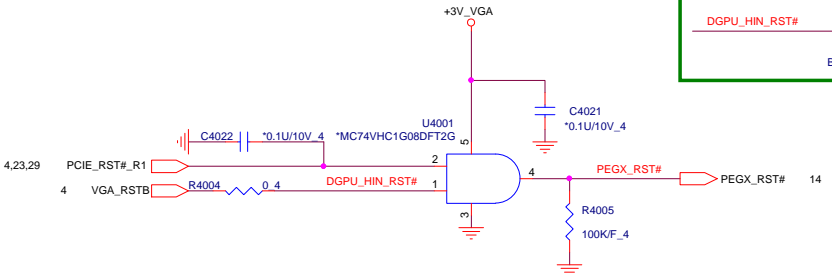 +3V_VGA
DGPU_HIN_RST#
C4021
*0.1U/10V_4
U4001
C4022
*0.1U/10V_4
*MC74VHC1G08DFT2G
5
4,23,29
PCIE_RST#_R1
2
4
VGA_RSTB
R4004
0_4
DGPU_HIN_RST#
1
4
PEGX_RST#
PEGX_RST#
14
3
R4005
100K/F_4